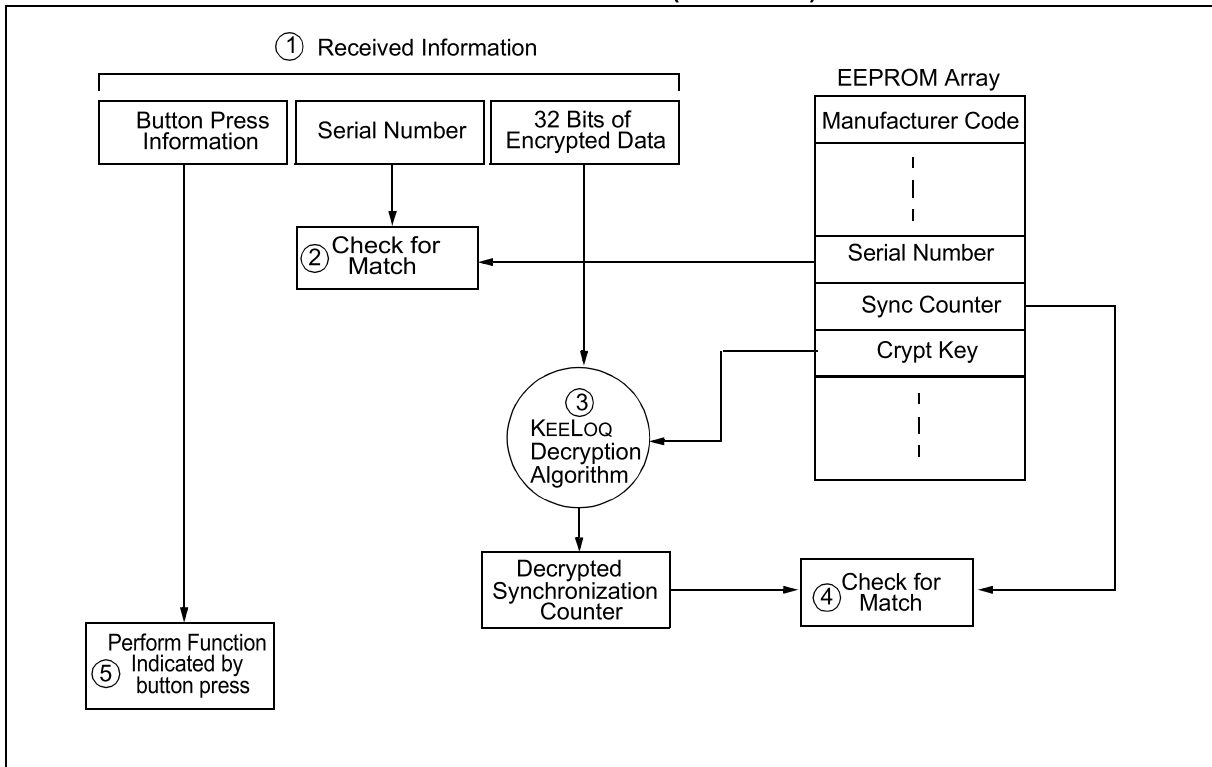 ① Received Information
EEPROM Array
Button Press
Information
Serial Number
32 Bits of
Encrypted Data
Manufacturer Code
② Check for
Match
Serial Number
Sync Counter
Crypt Key
③
KEELOQ
Decryption
Algorithm
Decrypted
Synchronization
Counter
④ Check for
Match
Perform Function
⑤ Indicated by
button press